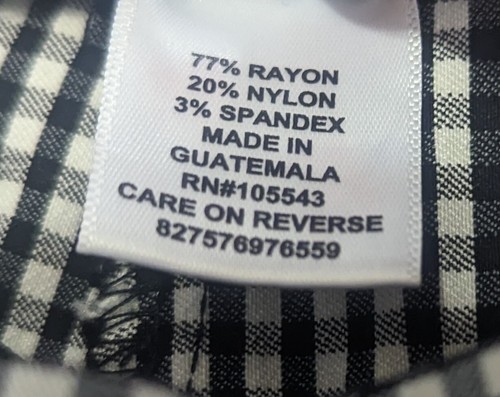 77% RAYON
20% NYLON
3% SPANDEX
MADE IN
GUATEMALA
RN#105543
CARE ON REVERSE
827576976559